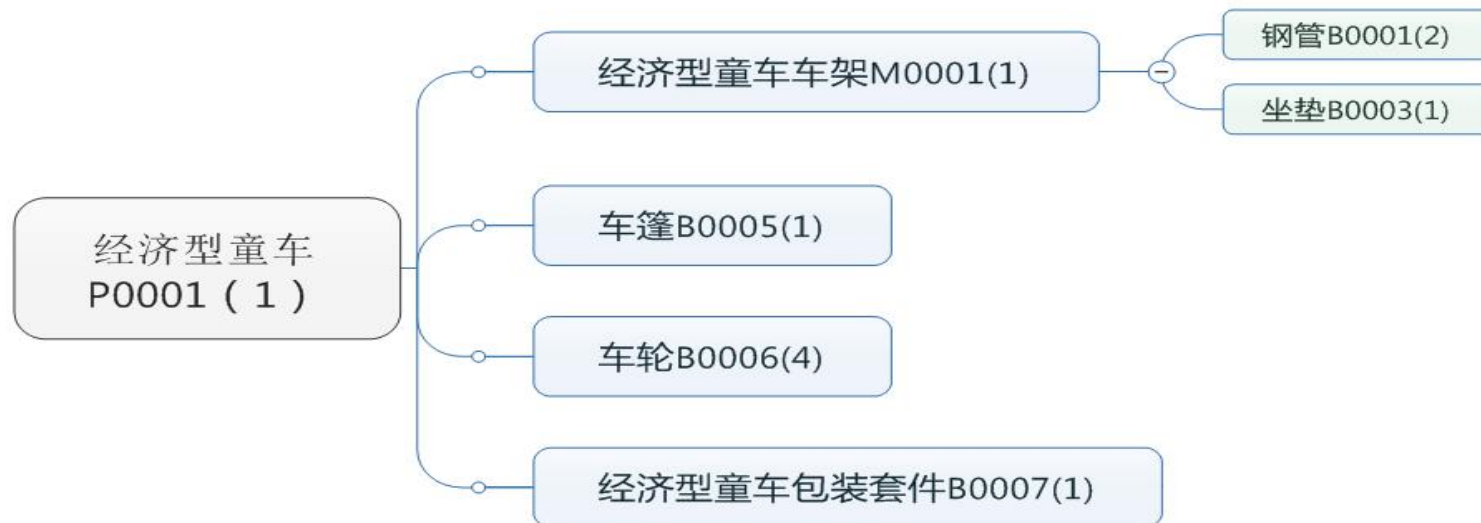 钢管B0001(2)
经济型童车车架M0001(1)
坐垫B0003(1)
车篷B0005(1)
经济型童车
P0001（1）
车轮B0006(4)
经济型童车包装套件B0007(1)